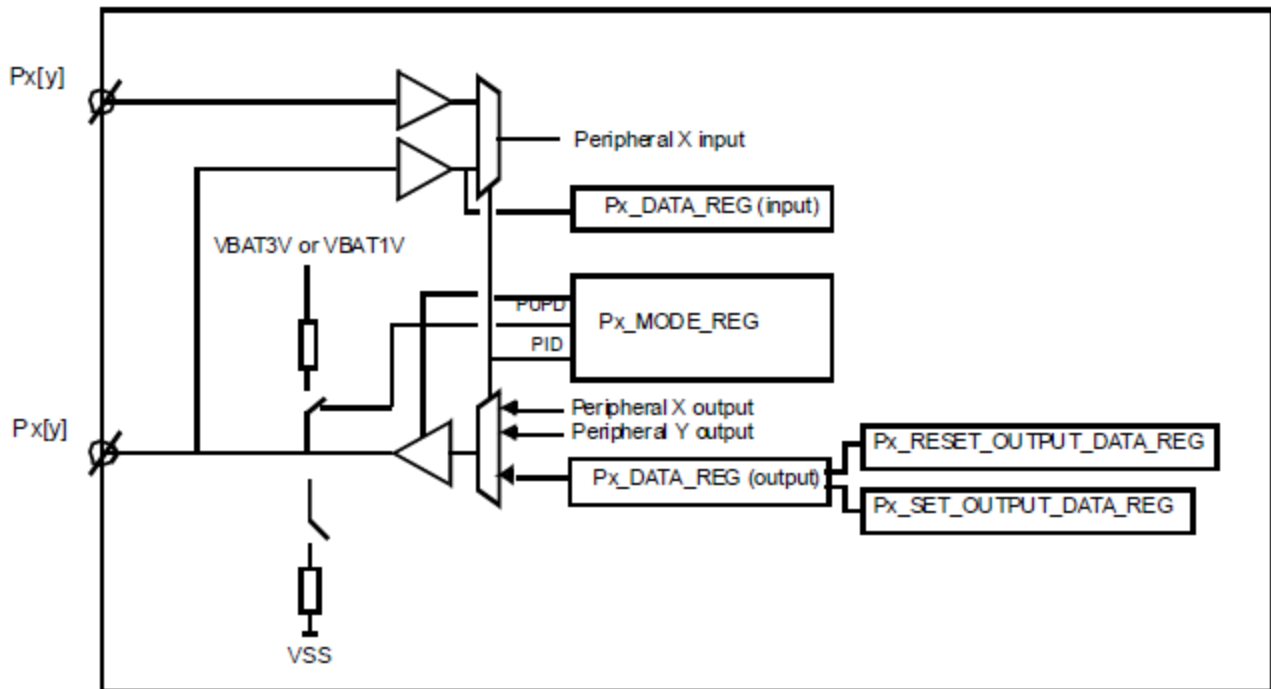 Px[y]
Peripheral X input
Px_DATA_REG (input)
VBAT3V or VBAT1V
PUPD
Px_MODE_REG
PID
Peripheral X output
Px[y]
Peripheral Y output
Px_RESET_OUTPUT_DATA_REG
Px_DATA_REG (output)
Px_SET_OUTPUT_DATA_REG
VSS